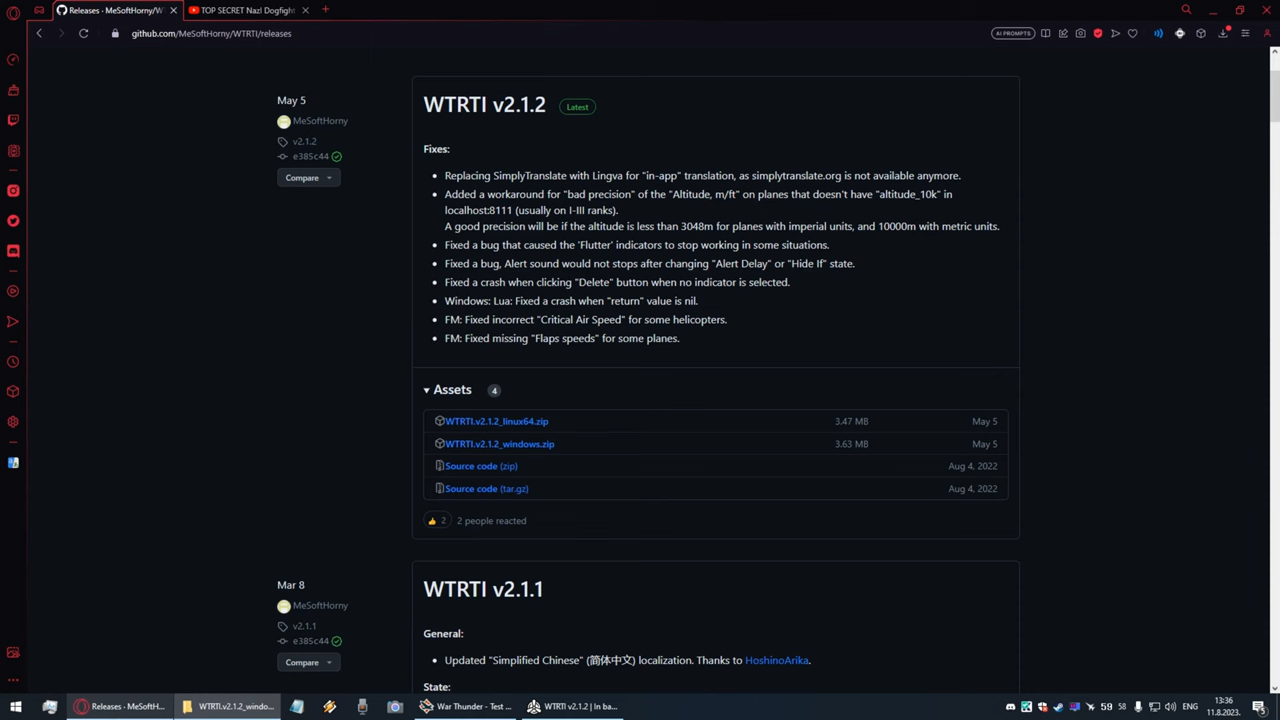 Releases · MeSoftHorny/W
TOP SECRET NazI Dogfight
github.com/MeSoftHorny/WTRTI/releases
AI PROMPTS
May 5
MeSoftHorny
v2.1.2
e385c44
Compare
WTRTI v2.1.2 Latest
Fixes:
Replacing SimplyTranslate with Lingva for "in-app" translation, as simplytranslate.org is not available anymore.
Added a workaround for "bad precision" of the "Altitude, m/ft" on planes that doesn't have "altitude_10k" in
localhost:8111 (usually on I-III ranks).
A good precision will be if the altitude is less than 3048m for planes with imperial units, and 10000m with metric units.
Fixed a bug that caused the 'Flutter' indicators to stop working in some situations.
Fixed a bug, Alert sound would not stops after changing "Alert Delay" or "Hide If" state.
Fixed a crash when clicking "Delete" button when no indicator is selected.
Windows: Lua: Fixed a crash when "return" value is nil.
FM: Fixed incorrect "Critical Air Speed" for some helicopters.
FM: Fixed missing "Flaps speeds" for some planes.
Assets 4
WTRTI.v2.1.2_linux64.zip 3.47 MB May 5
WTRTI.v2.1.2_windows.zip 3.63 MB May 5
Source code (zip) Aug 4, 2022
Source code (tar.gz) Aug 4, 2022
👍 2 2 people reacted
Mar 8
MeSoftHorny
v2.1.1
e385c44
Compare
WTRTI v2.1.1
General:
Updated "Simplified Chinese" (简体中文) localization. Thanks to HoshinoArika.
State:
Releases - MeSoftH...
WTRTI.v2.1.2_windo...
War Thunder - Test ...
WTRTI v2.1.2 | In ba...
59 58 ENG
13:36
11.8.2023.
5